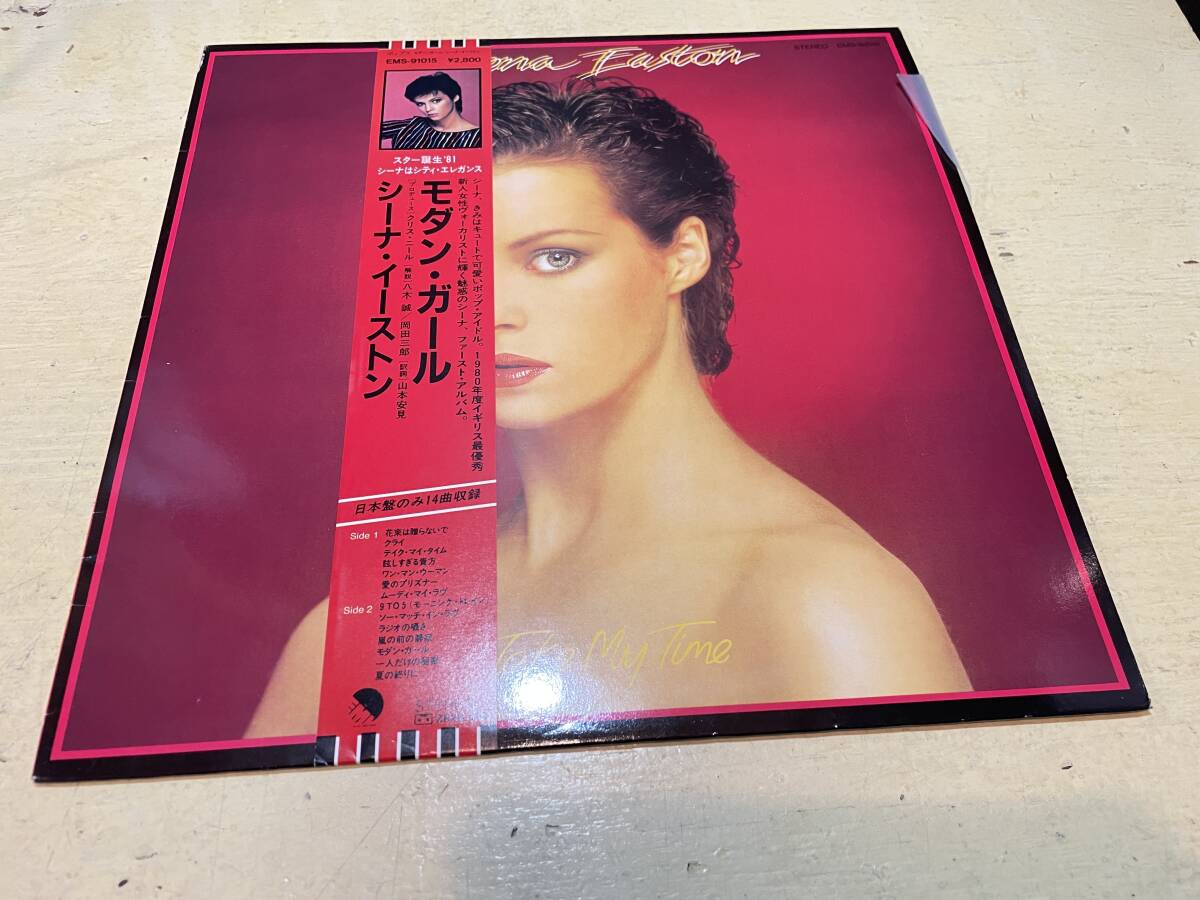 EMS-91015 ¥2,800
スター誕生'81
シーナはシティ・エレガンス
シーナ、きみはキュートで可愛いポップ・アイドル。1980年度イギリス最優秀
新人女性ヴォーカリストに輝く魅惑のシーナ、ファースト・アルバム。
モダン・ガール
シーナ・イーストン
[プロデュース]クリス・ニール [解説]八木 誠/岡田三郎 [訳詞]山本安見
日本盤のみ14曲収録
Side 1
花束は贈らないで
クライ
テイク・マイ・タイム
眩しすぎる貴方
ワン・マン・ウーマン
愛のプリズナー
ムーディ・マイ・ラヴ
Side 2
9 TO 5 (モーニング・トレイン)
ソー・マッチ・イン・ラヴ
ラジオの囁き
嵐の前の静寂
モダン・ガール
一人だけの
夏の終りに
Easton
STEREO
My Time